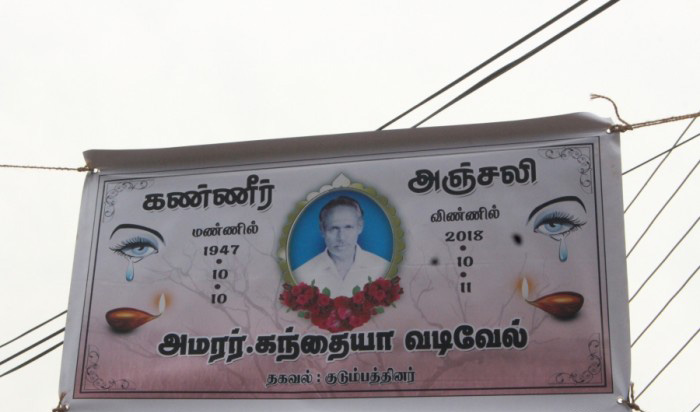 கண்ணீர் அஞ்சலி
மண்ணில்
1947
10
10
விண்ணில்
2018
10
11
அமரர்.கந்தையா வடிவேல்
தகவல் : குடும்பத்தினர்